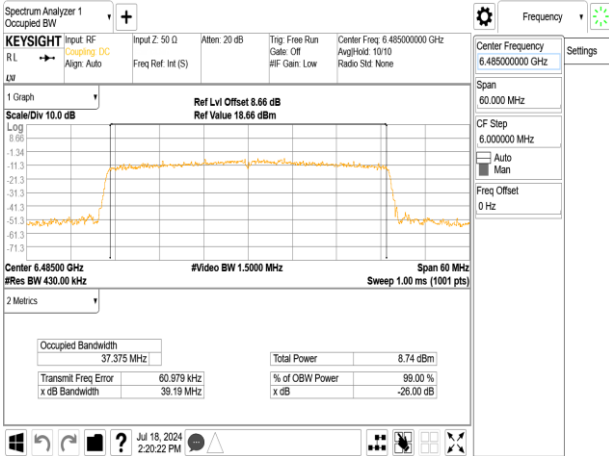 Spectrum Analyzer 1
Occupied BW
Frequency
KEYSIGHT Input: RF Input Z: 50 Ω Atten: 20 dB Trig: Free Run Center Freq: 6.485000000 GHz
RL Coupling: DC Gate: Off Avg|Hold: 10/10
Align: Auto Freq Ref: Int (S) #IF Gain: Low Radio Std: None
Center Frequency
6.485000000 GHz
Settings
Span
60.000 MHz
CF Step
6.000000 MHz
Auto
Man
Freq Offset
0 Hz
1 Graph
Ref Lvl Offset 8.66 dB
Scale/Div 10.0 dB Ref Value 18.66 dBm
Log
8.66
-1.34
-11.3
-21.3
-31.3
-41.3
-51.3
-61.3
-71.3
Center 6.48500 GHz #Video BW 1.5000 MHz Span 60 MHz
#Res BW 430.00 kHz Sweep 1.00 ms (1001 pts)
2 Metrics
Occupied Bandwidth
37.375 MHz Total Power 8.74 dBm
Transmit Freq Error 60.979 kHz % of OBW Power 99.00 %
x dB Bandwidth 39.19 MHz x dB -26.00 dB
Jul 18, 2024
2:20:22 PM